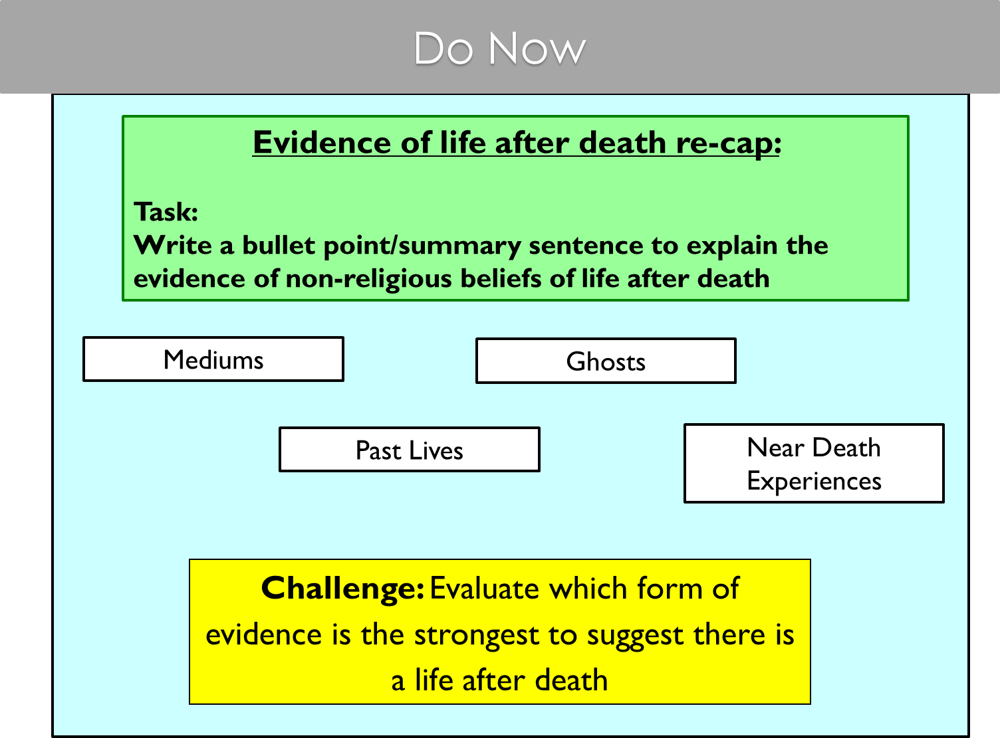 Do Now
Evidence of life after death re-cap:
Task:
Write a bullet point/summary sentence to explain the
evidence of non-religious beliefs of life after death
Mediums
Ghosts
Past Lives
Near Death
Experiences
Challenge: Evaluate which form of
evidence is the strongest to suggest there is
a life after death